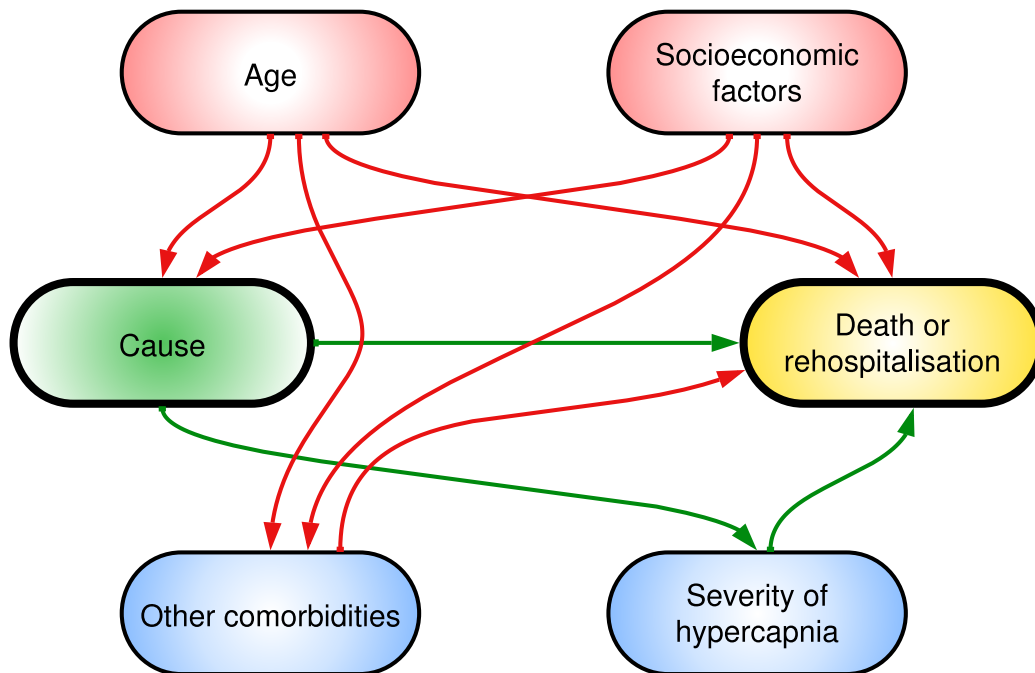 Age
Socioeconomic
factors
Cause
Death or
rehospitalisation
Other comorbidities
Severity of
hypercapnia